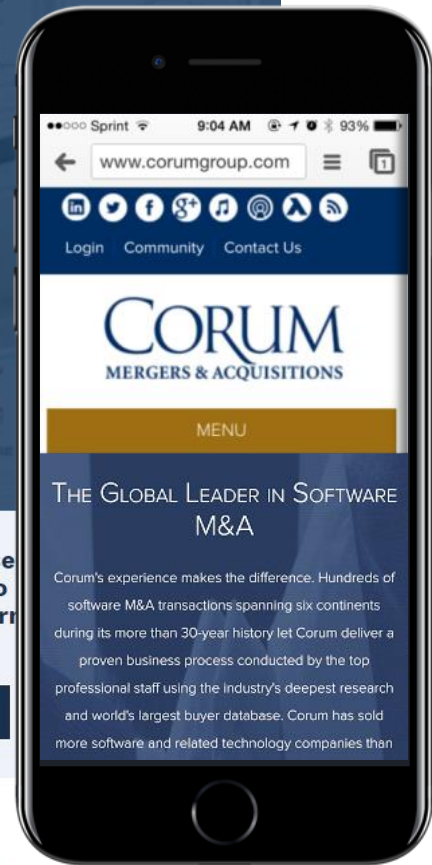 Sprint 9:04 AM 93%
www.corumgroup.com 1
in f g+
Login Community Contact Us
CORUM
MERGERS & ACQUISITIONS
MENU
THE GLOBAL LEADER IN SOFTWARE
M&A
Corum's experience makes the difference. Hundreds of
software M&A transactions spanning six continents
during its more than 30-year history let Corum deliver a
proven business process conducted by the top
professional staff using the industry's deepest research
and world's largest buyer database. Corum has sold
more software and related technology companies than